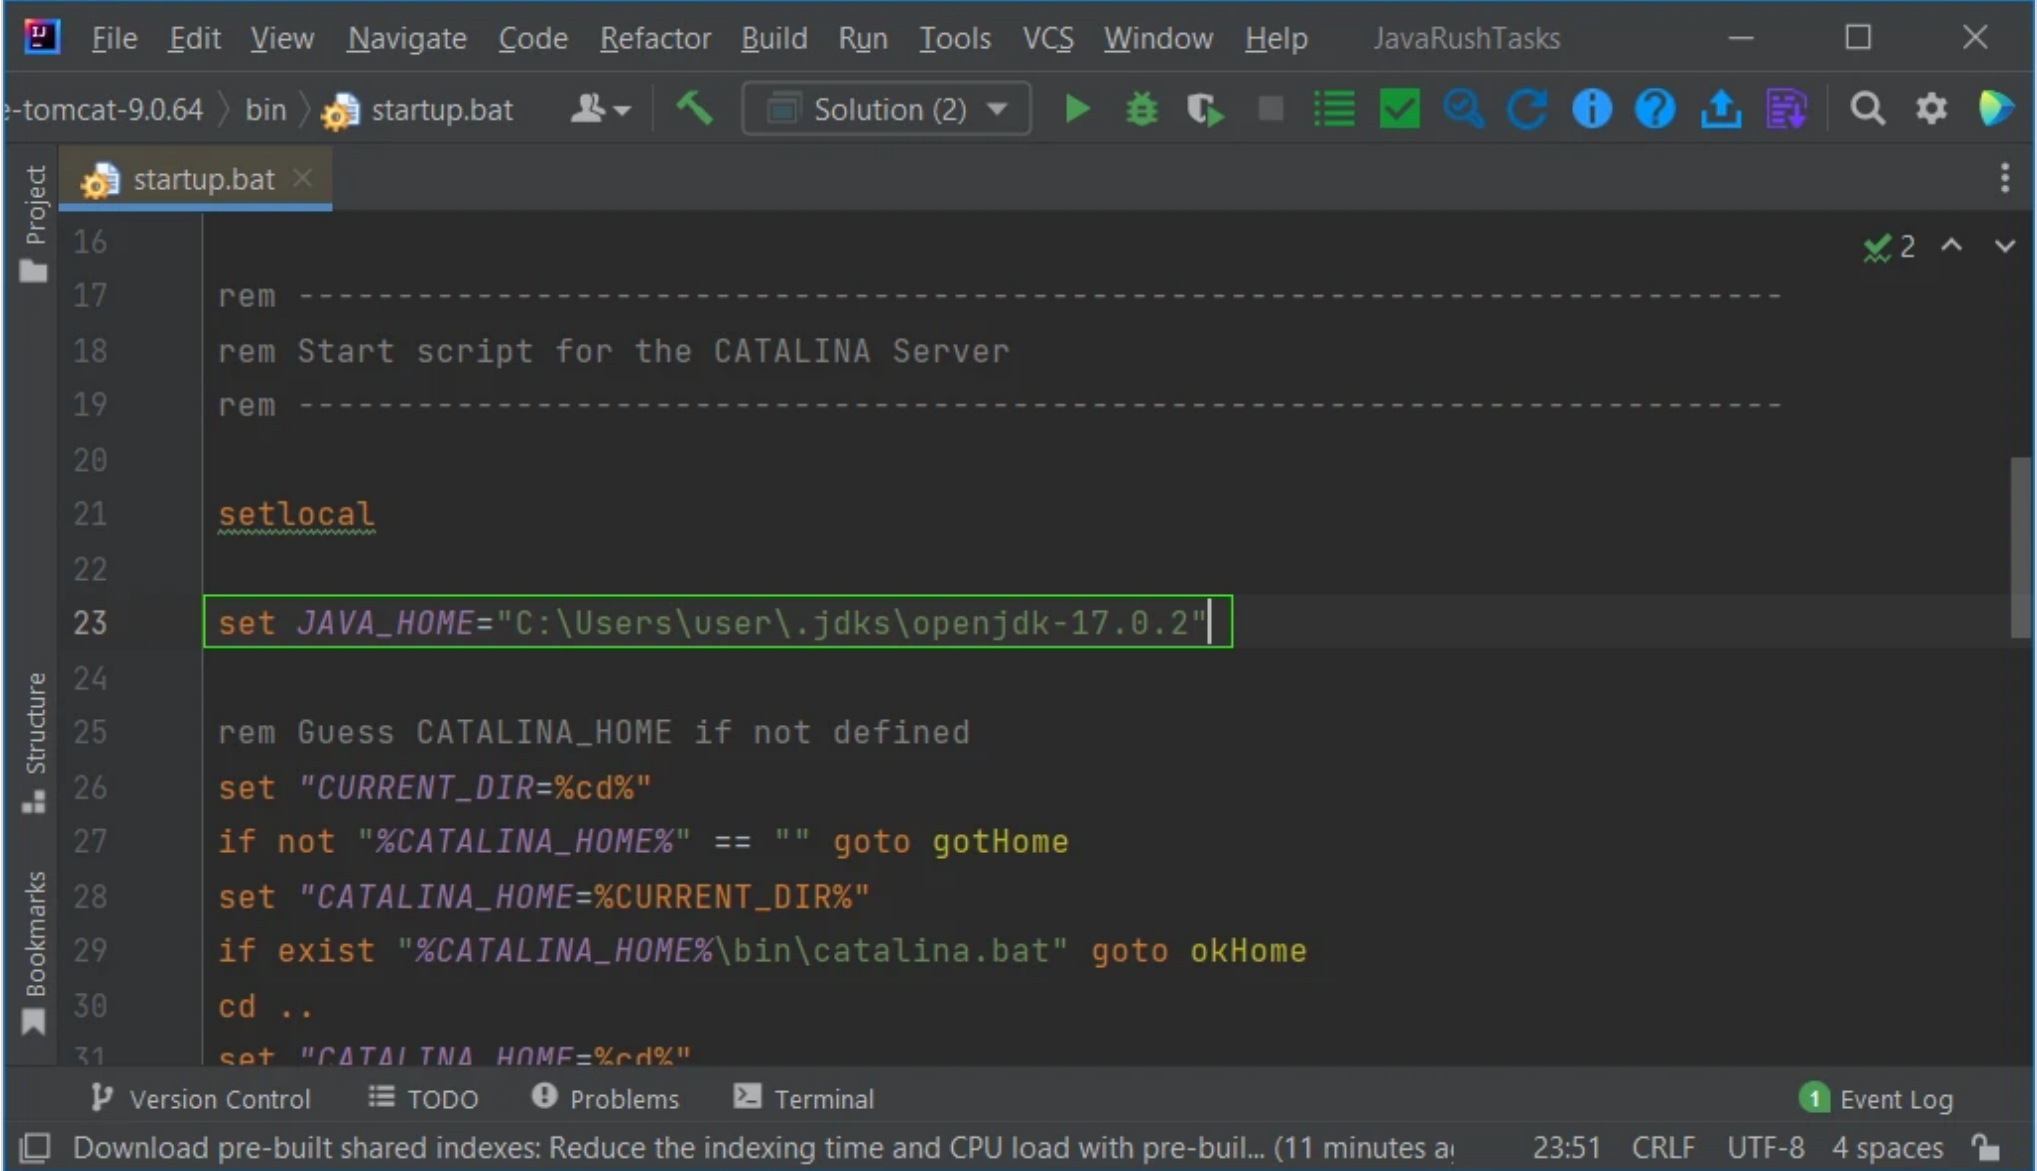 File Edit View Navigate Code Refactor Build Run Tools VCS Window Help JavaRushTasks
e-tomcat-9.0.64 bin startup.bat Solution (2)
Project
startup.bat
2
16
17 rem ---------------------------------------------------------------------------
18 rem Start script for the CATALINA Server
19 rem ---------------------------------------------------------------------------
20
21 setlocal
22
23 set JAVA_HOME="C:\Users\user\.jdks\openjdk-17.0.2"
24
25 rem Guess CATALINA_HOME if not defined
26 set "CURRENT_DIR=%cd%"
27 if not "%CATALINA_HOME%" == "" goto gotHome
28 set "CATALINA_HOME=%CURRENT_DIR%"
29 if exist "%CATALINA_HOME%\bin\catalina.bat" goto okHome
30 cd ..
31 set "CATALINA_HOME=%cd%"
Structure
Bookmarks
Version Control TODO Problems Terminal 1 Event Log
Download pre-built shared indexes: Reduce the indexing time and CPU load with pre-buil... (11 minutes ag 23:51 CRLF UTF-8 4 spaces